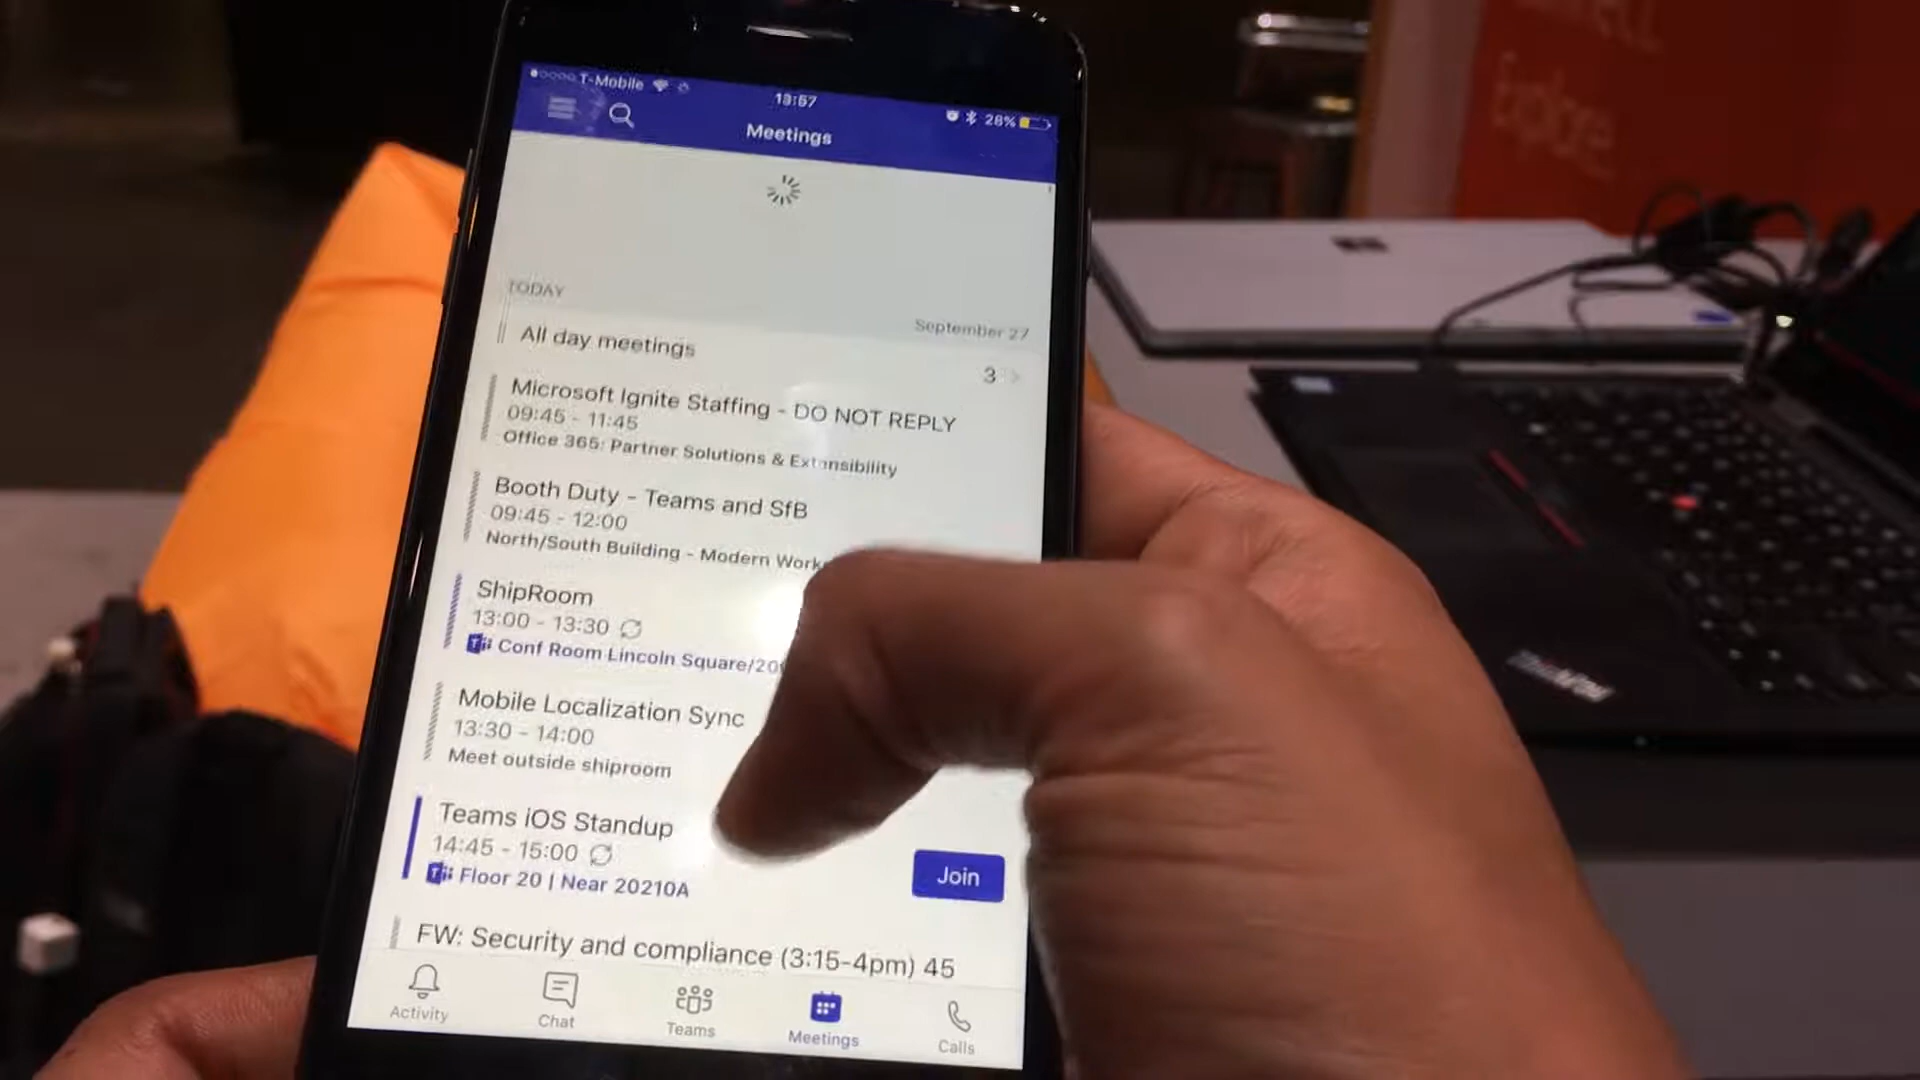 T-Mobile
13:57
28%
Meetings
TODAY
September 27
All day meetings
3
Microsoft Ignite Staffing - DO NOT REPLY
09:45 - 11:45
Office 365: Partner Solutions & Extensibility
Booth Duty - Teams and SfB
09:45 - 12:00
North/South Building - Modern Work
ShipRoom
13:00 - 13:30
Conf Room Lincoln Square/20
Mobile Localization Sync
13:30 - 14:00
Meet outside shiproom
Teams iOS Standup
14:45 - 15:00
Floor 20 | Near 20210A
Join
FW: Security and compliance (3:15-4pm) 45
Activity
Chat
Teams
Meetings
Calls
Explore
ThinkPad